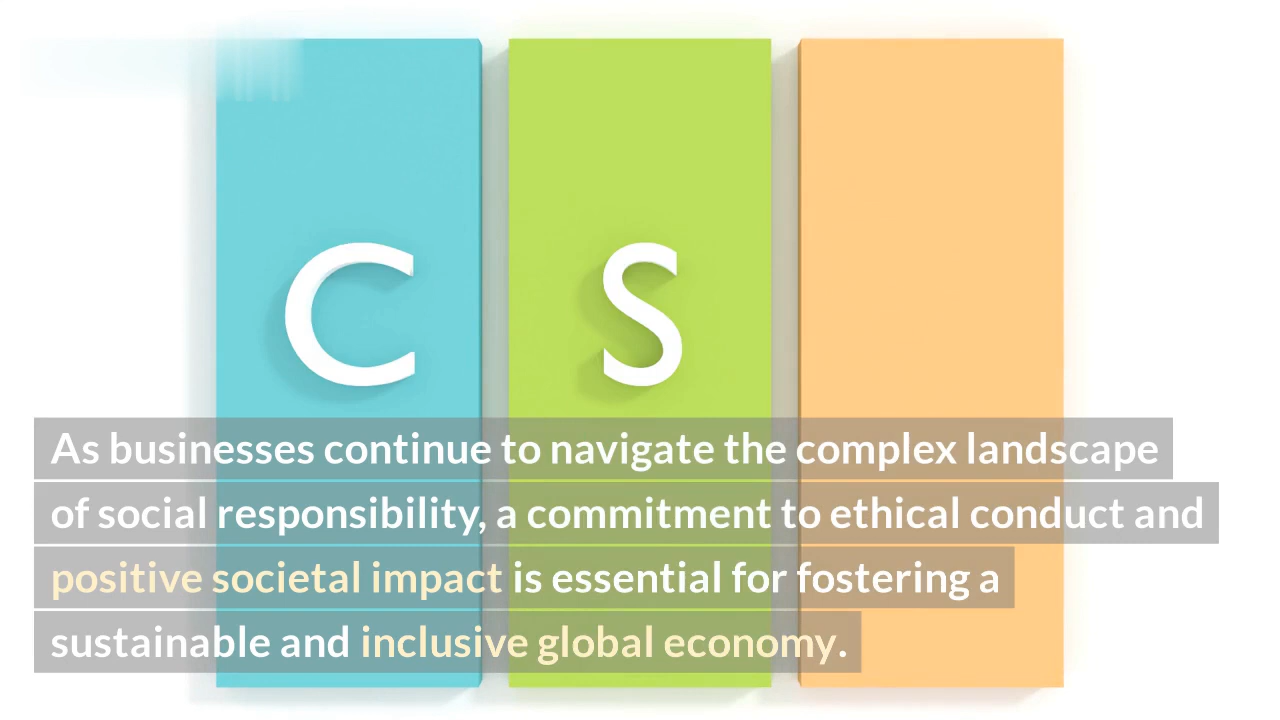 C S
As businesses continue to navigate the complex landscape
of social responsibility, a commitment to ethical conduct and
positive societal impact is essential for fostering a
sustainable and inclusive global economy.